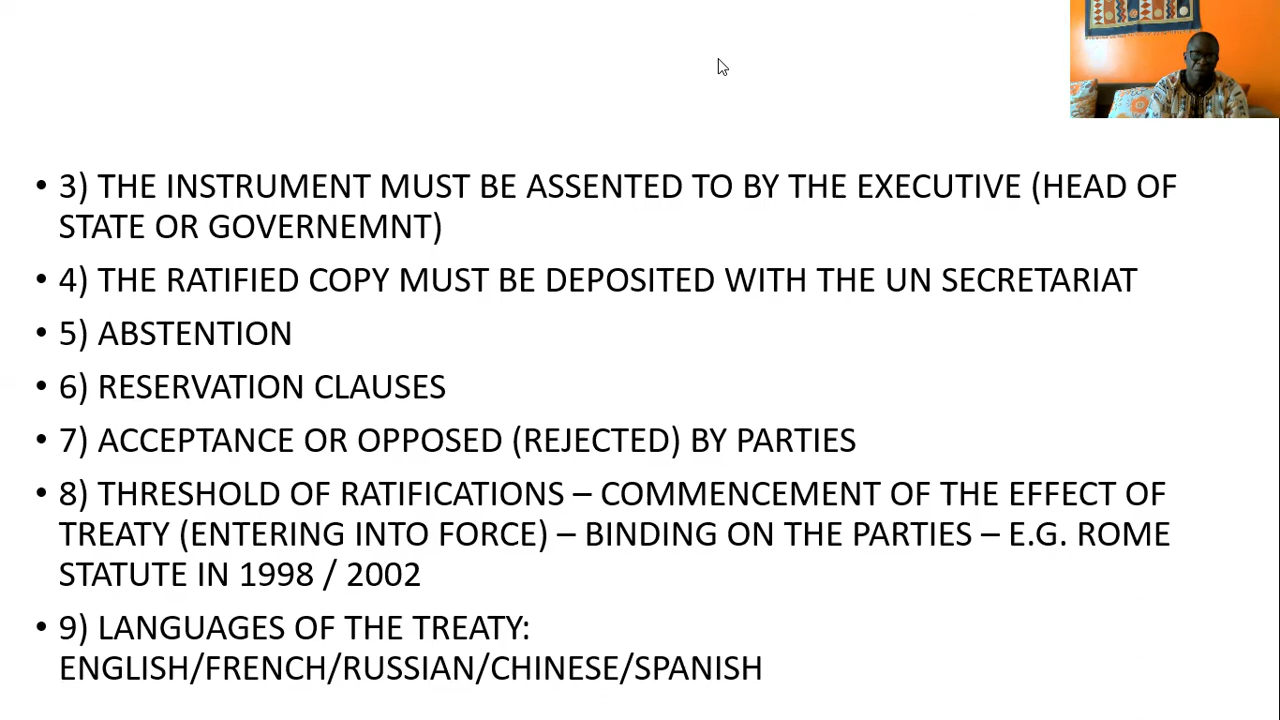 • 3) THE INSTRUMENT MUST BE ASSENTED TO BY THE EXECUTIVE (HEAD OF
STATE OR GOVERNEMNT)
• 4) THE RATIFIED COPY MUST BE DEPOSITED WITH THE UN SECRETARIAT
• 5) ABSTENTION
• 6) RESERVATION CLAUSES
• 7) ACCEPTANCE OR OPPOSED (REJECTED) BY PARTIES
• 8) THRESHOLD OF RATIFICATIONS – COMMENCEMENT OF THE EFFECT OF
TREATY (ENTERING INTO FORCE) – BINDING ON THE PARTIES – E.G. ROME
STATUTE IN 1998 / 2002
• 9) LANGUAGES OF THE TREATY:
ENGLISH/FRENCH/RUSSIAN/CHINESE/SPANISH